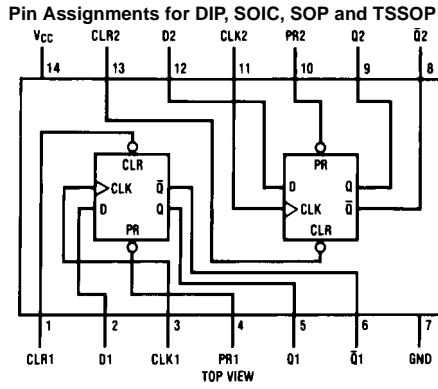 Pin Assignments for DIP, SOIC, SOP and TSSOP
VCC CLR2 D2 CLK2 PR2 Q2 Q̅2
14 13 12 11 10 9 8
CLR PR
CLK Q̅ D Q
D Q CLK Q̅
PR CLR
1 2 3 4 5 6 7
CLR1 D1 CLK1 PR1 Q1 Q̅1 GND
TOP VIEW